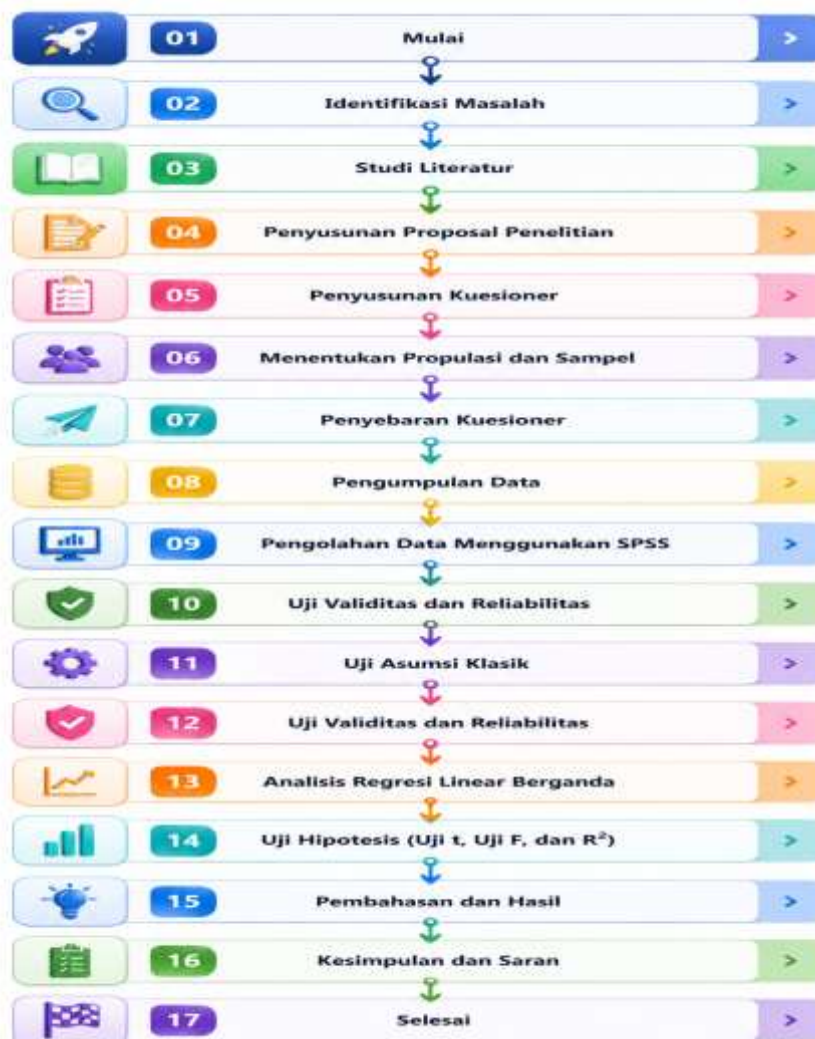 01 Mulai >
02 Identifikasi Masalah >
03 Studi Literatur >
04 Penyusunan Proposal Penelitian >
05 Penyusunan Kuesioner >
06 Menentukan Propulasi dan Sampel >
07 Penyebaran Kuesioner >
08 Pengumpulan Data >
09 Pengolahan Data Menggunakan SPSS >
10 Uji Validitas dan Reliabilitas >
11 Uji Asumsi Klasik >
12 Uji Validitas dan Reliabilitas >
13 Analisis Regresi Linear Berganda >
14 Uji Hipotesis (Uji t, Uji F, dan R²) >
15 Pembahasan dan Hasil >
16 Kesimpulan dan Saran >
17 Selesai >